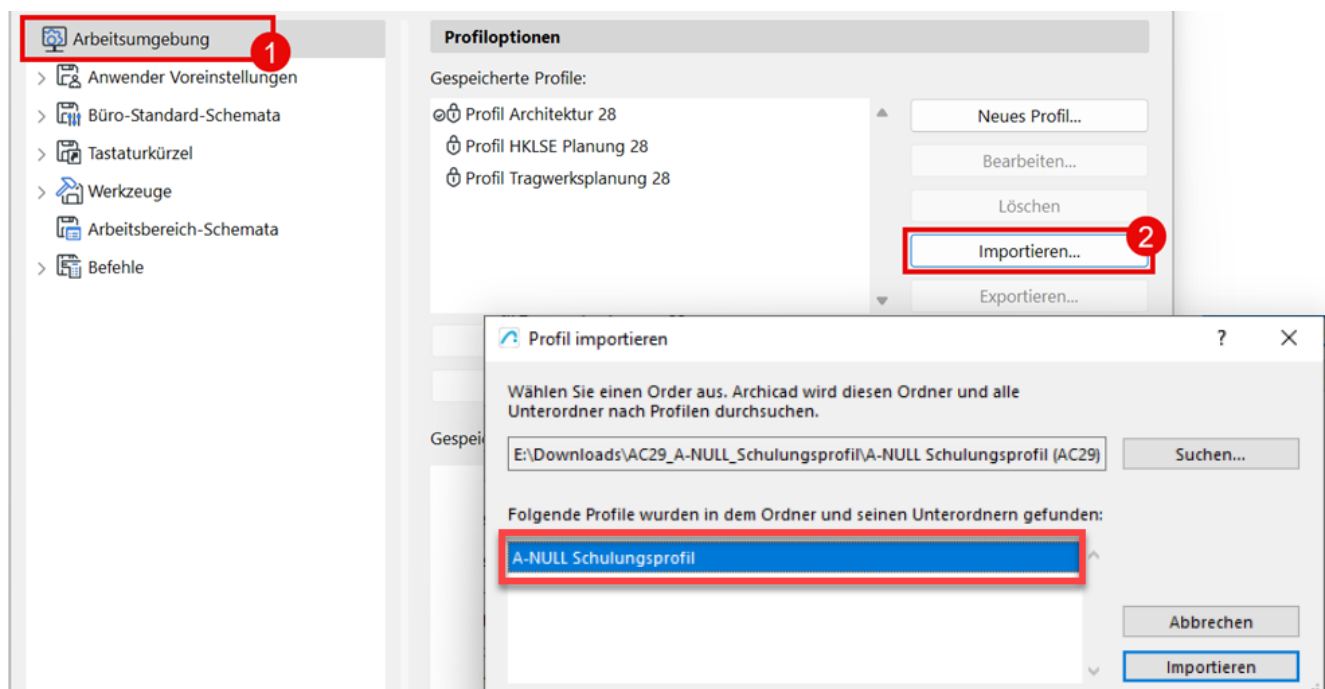 Arbeitsumgebung
1
Anwender Voreinstellungen
Büro-Standard-Schemata
Tastaturkürzel
Werkzeuge
Arbeitsbereich-Schemata
Befehle
Profiloptionen
Gespeicherte Profile:
Profil Architektur 28
Profil HKLSE Planung 28
Profil Tragwerksplanung 28
Neues Profil...
Bearbeiten...
Löschen
2
Importieren...
Exportieren...
Profil importieren
?
Wählen Sie einen Order aus. Archicad wird diesen Ordner und alle
Unterordner nach Profilen durchsuchen.
E:\Downloads\AC29_A-NULL_Schulungsprofil\A-NULL Schulungsprofil (AC29)
Suchen...
Folgende Profile wurden in dem Ordner und seinen Unterordnern gefunden:
A-NULL Schulungsprofil
Abbrechen
Importieren